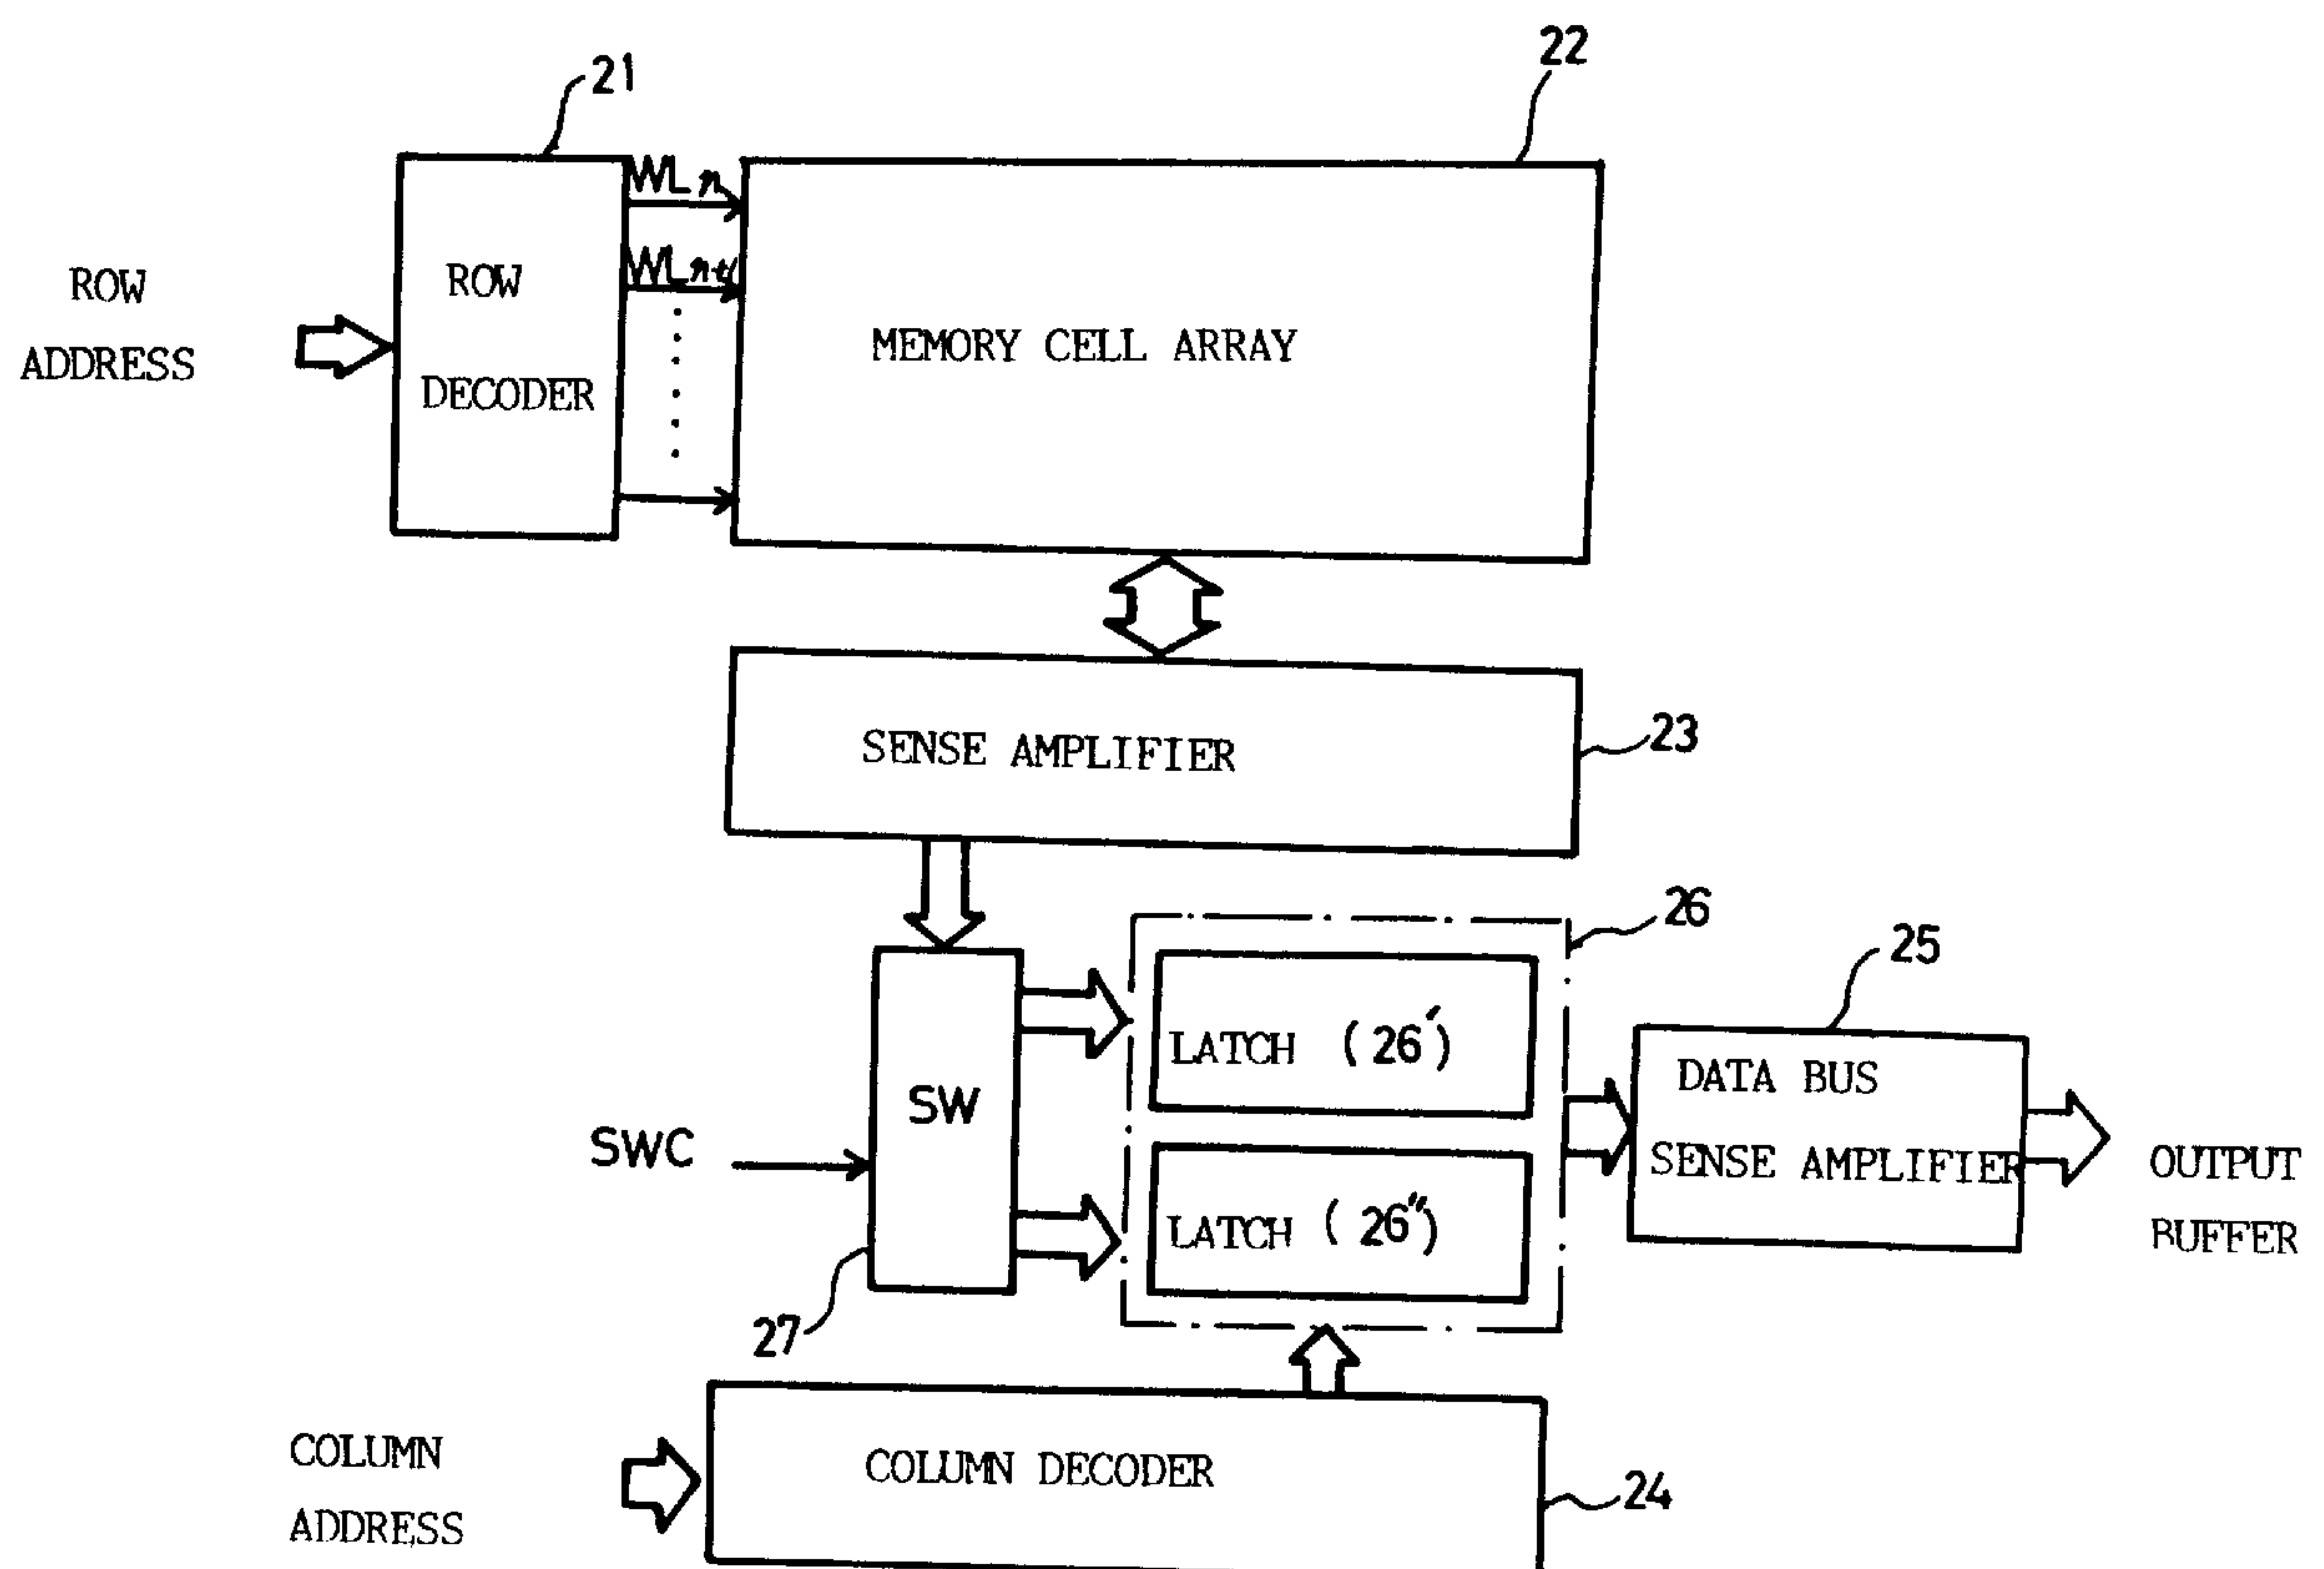 21
22
WLn
WLn+1
ROW
ADDRESS
ROW
DECODER
MEMORY CELL ARRAY
SENSE AMPLIFIER
23
26
25
LATCH (26')
DATA BUS
SENSE AMPLIFIER
SW
SWC
LATCH (26")
OUTPUT
BUFFER
27
COLUMN
ADDRESS
COLUMN DECODER
24